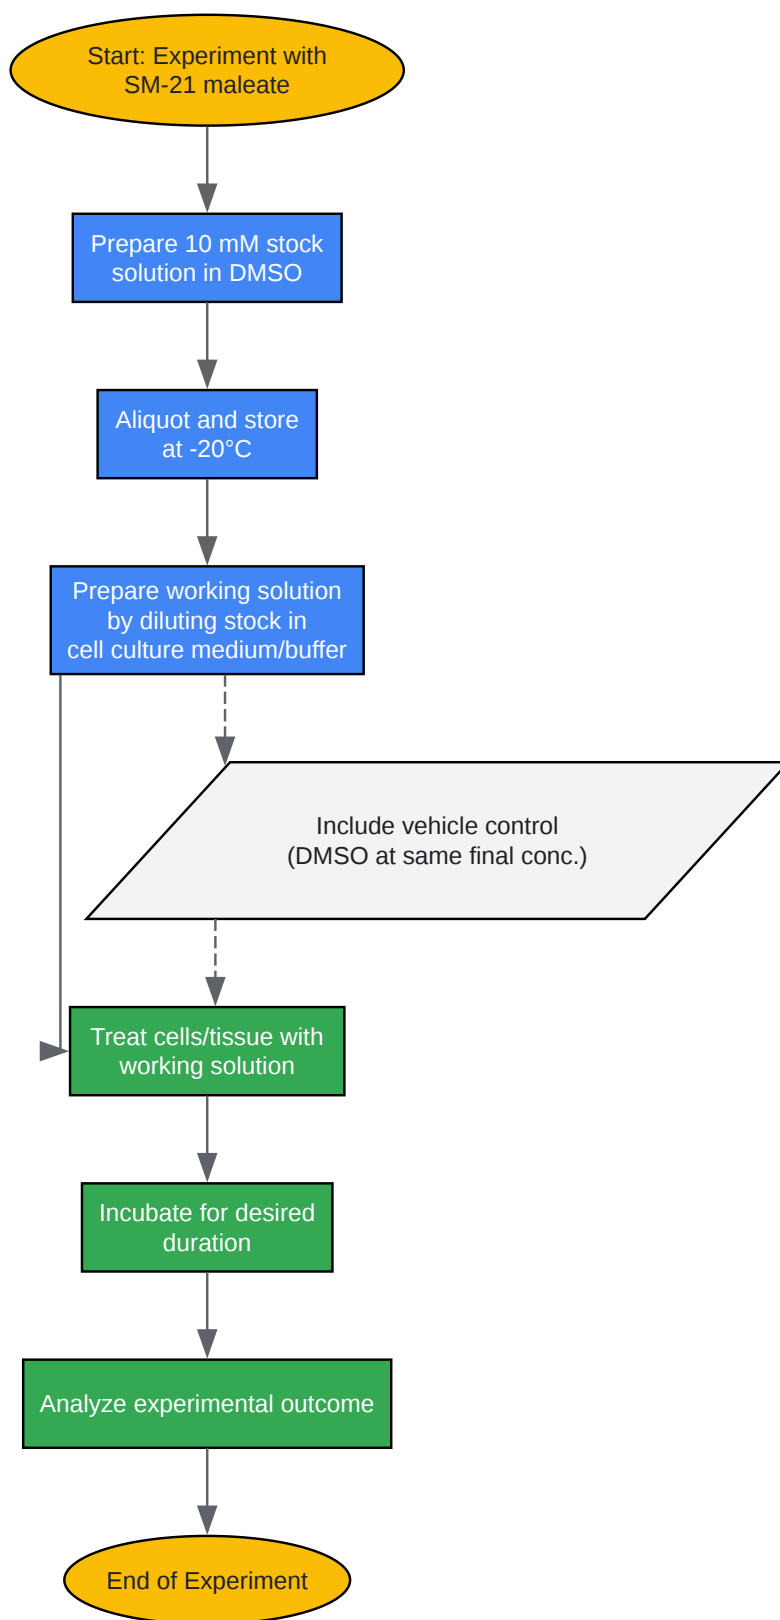 Start: Experiment with
SM-21 maleate
Prepare 10 mM stock
solution in DMSO
Aliquot and store
at -20°C
Prepare working solution
by diluting stock in
cell culture medium/buffer
Include vehicle control
(DMSO at same final conc.)
Treat cells/tissue with
working solution
Incubate for desired
duration
Analyze experimental outcome
End of Experiment